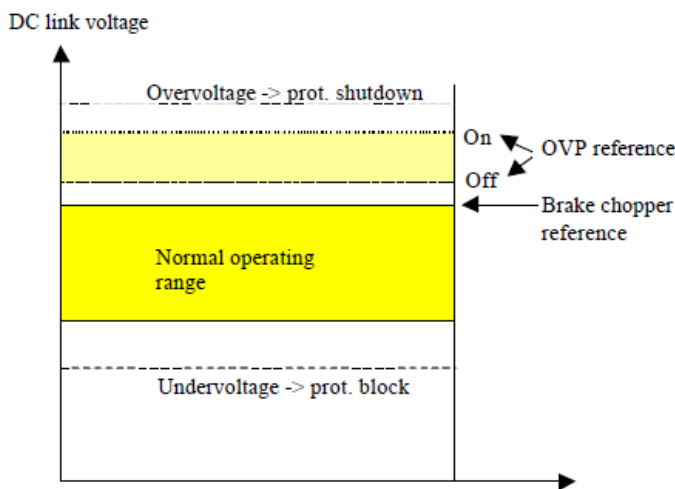 DC link voltage
Overvoltage -> prot. shutdown
On
OVP reference
Off
Brake chopper
reference
Normal operating
range
Undervoltage -> prot. block